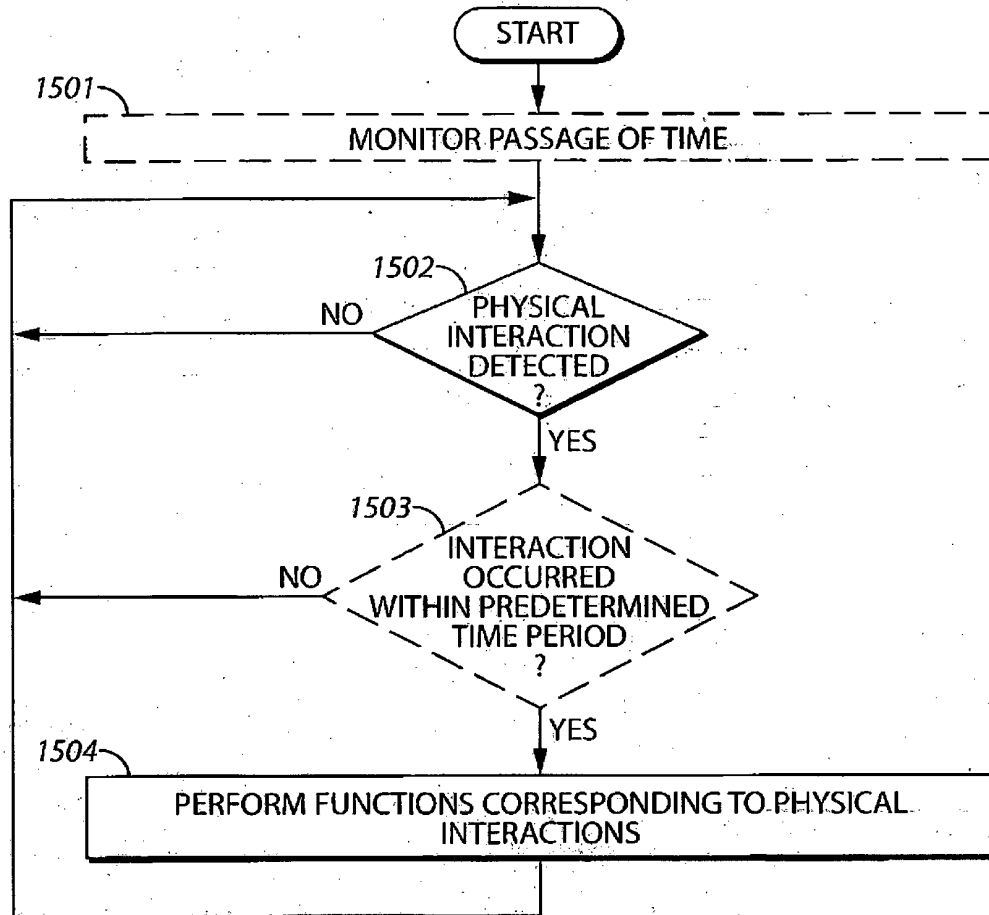 START
1501
MONITOR PASSAGE OF TIME
1502
PHYSICAL
INTERACTION
DETECTED
?
NO
YES
1503
INTERACTION
OCCURRED
WITHIN PREDETERMINED
TIME PERIOD
?
NO
YES
1504
PERFORM FUNCTIONS CORRESPONDING TO PHYSICAL
INTERACTIONS